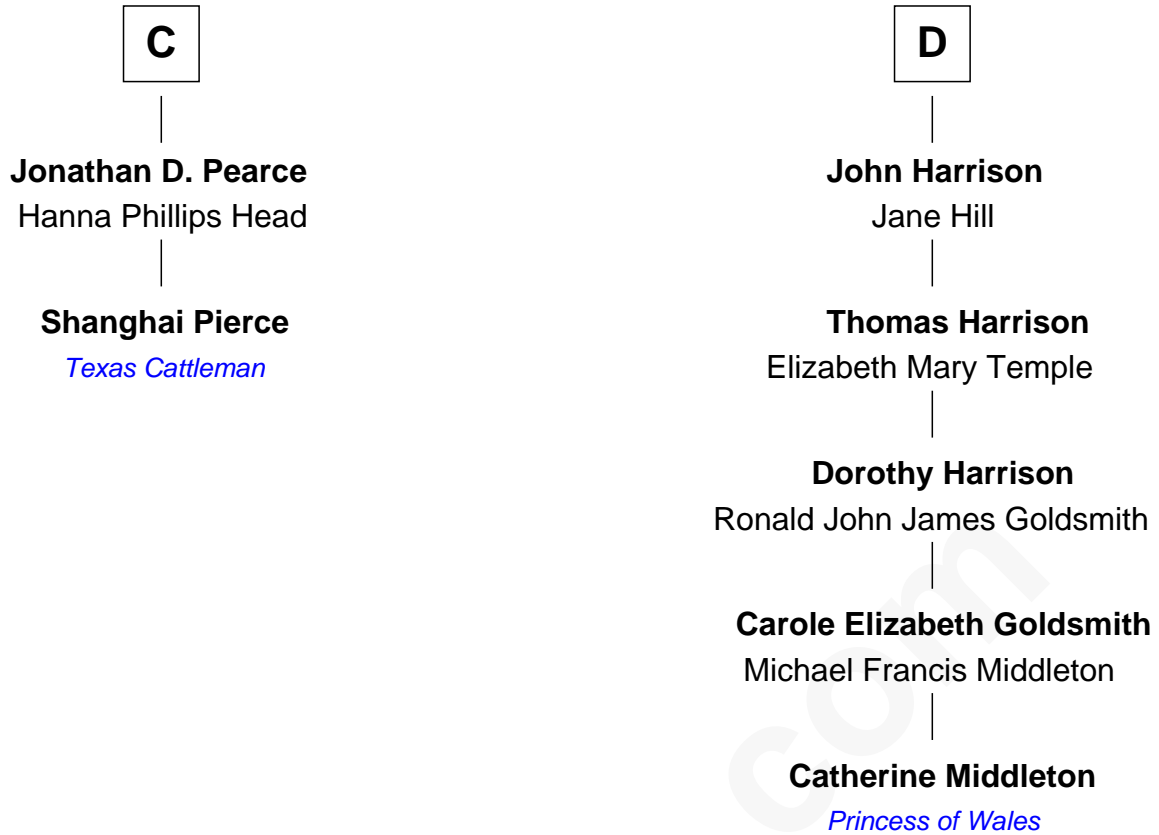 C
Jonathan D. Pearce
Hanna Phillips Head
Shanghai Pierce
Texas Cattleman
D
John Harrison
Jane Hill
Thomas Harrison
Elizabeth Mary Temple
Dorothy Harrison
Ronald John James Goldsmith
Carole Elizabeth Goldsmith
Michael Francis Middleton
Catherine Middleton
Princess of Wales
com